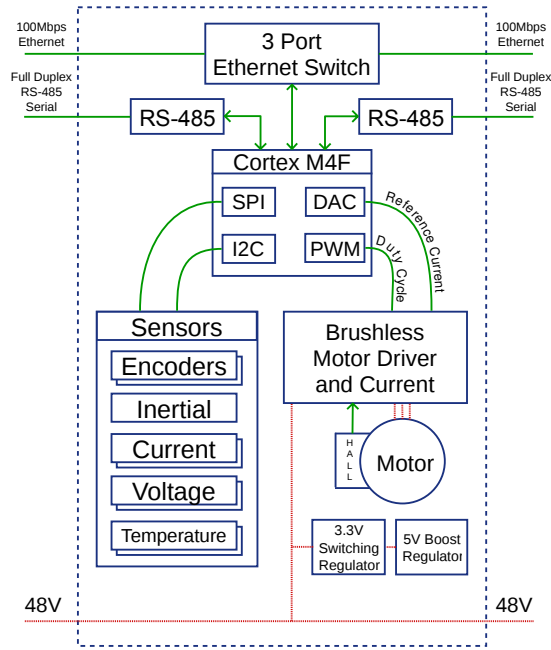 100Mbps
Ethernet
3 Port
Ethernet Switch
100Mbps
Ethernet
Full Duplex
RS-485
Serial
RS-485
RS-485
Full Duplex
RS-485
Serial
Cortex M4F
SPI
DAC
I2C
PWM
Reference Current
Duty Cycle
Sensors
Encoders
Inertial
Current
Voltage
Temperature
Brushless
Motor Driver
and Current
HALL
Motor
3.3V
Switching
Regulator
5V Boost
Regulator
48V
48V